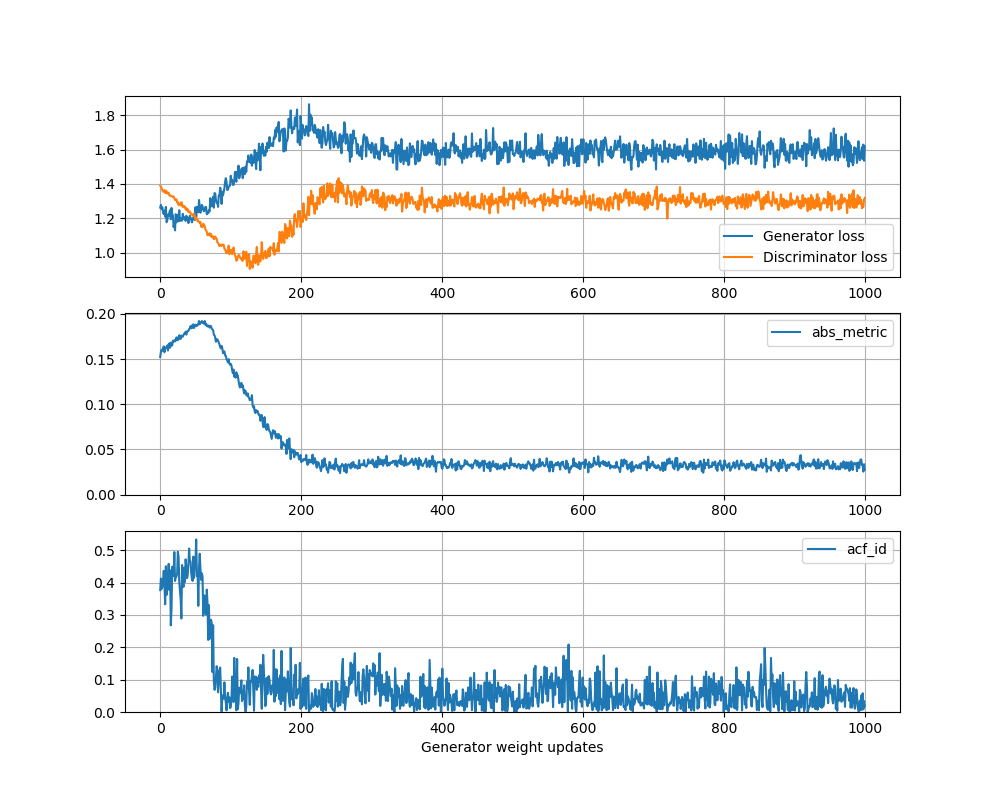 1.8
1.6
1.4
1.2
1.0
Generator loss
Discriminator loss
0 200 400 600 800 1000
0.20
0.15
0.10
0.05
0.00
abs_metric
0 200 400 600 800 1000
0.5
0.4
0.3
0.2
0.1
0.0
acf_id
0 200 400 600 800 1000
Generator weight updates